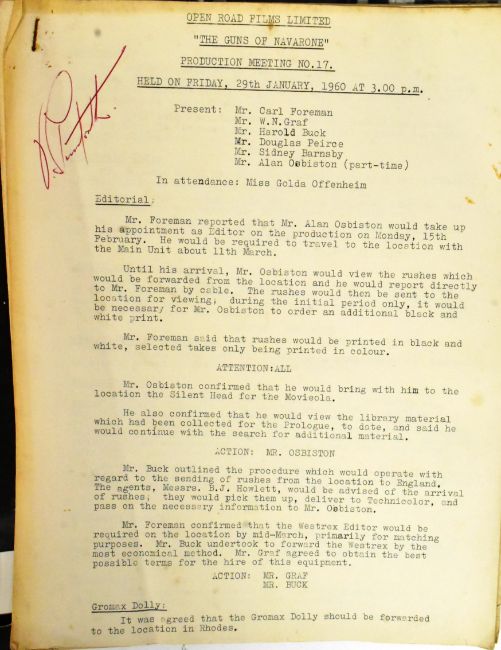 OPEN ROAD FILMS LIMITED
"THE GUNS OF NAVARONE"
PRODUCTION MEETING NO.17.
HELD ON FRIDAY, 29th JANUARY, 1960 AT 3.00 p.m.
Present: Mr. Carl Foreman
Mr. W.N.Graf
Mr. Harold Buck
Mr. Douglas Peirce
Mr. Sidney Barnsby
Mr. Alan Osbiston (part-time)
In attendance: Miss Golda Offenheim
Editorial:
Mr. Foreman reported that Mr. Alan Osbiston would take up
his appointment as Editor on the production on Monday, 15th
February. He would be required to travel to the location with
the Main Unit about 11th March.
Until his arrival, Mr. Osbiston would view the rushes which
would be forwarded from the location and he would report directly
to Mr. Foreman by cable. The rushes would then be sent to the
location for viewing; during the initial period only, it would
be necessary for Mr. Osbiston to order an additional black and
white print.
Mr. Foreman said that rushes would be printed in black and
white, selected takes only being printed in colour.
ATTENTION:ALL
Mr. Osbiston confirmed that he would bring with him to the
location the Silent Head for the Moviola.
He also confirmed that he would view the library material
which had been collected for the Prologue, to date, and said he
would continue with the search for additional material.
ACTION: MR. OSBISTON
Mr. Buck outlined the procedure which would operate with
regard to the sending of rushes from the location to England.
The agents, Messrs. B.J. Howlett, would be advised of the arrival
of rushes; they would pick them up, deliver to Technicolor, and
pass on the necessary information to Mr. Osbiston.
Mr. Foreman confirmed that the Westrex Editor would be
required on the location by mid-March, primarily for matching
purposes. Mr. Buck undertook to forward the Westrex by the
most economical method. Mr. Graf agreed to obtain the best
possible terms for the hire of this equipment.
ACTION: MR. GRAF
MR. BUCK
Gromax Dolly:
It was agreed that the Gromax Dolly should be forwarded
to the location in Rhodes.